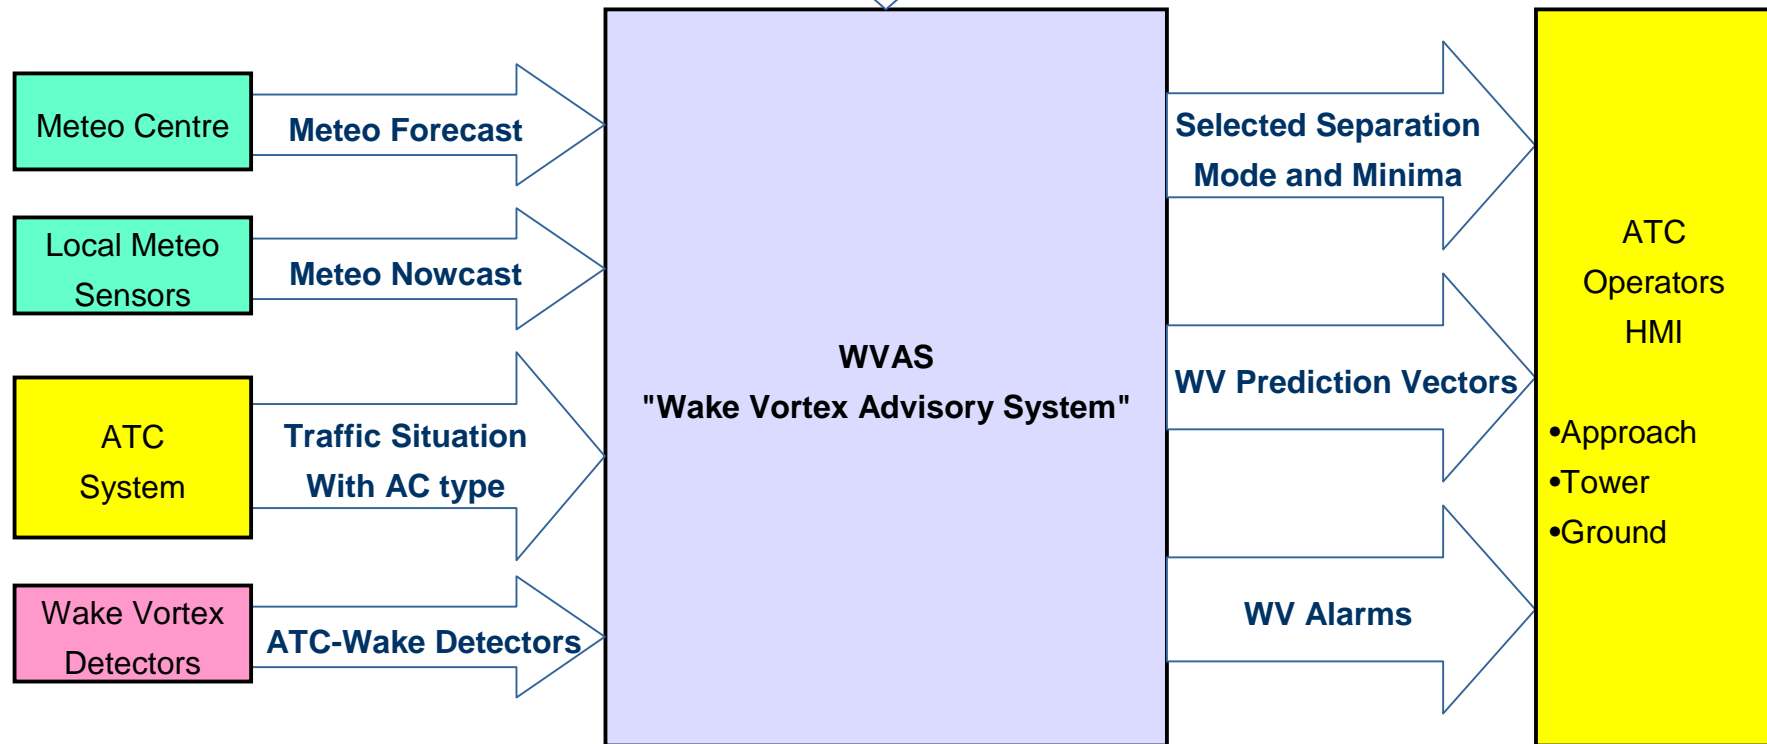 Meteo Centre
Meteo Forecast
Local Meteo
Sensors
Meteo Nowcast
ATC
System
Traffic Situation
With AC type
Wake Vortex
Detectors
ATC-Wake Detectors
WVAS
"Wake Vortex Advisory System"
Selected Separation
Mode and Minima
WV Prediction Vectors
WV Alarms
ATC
Operators
HMI
•Approach
•Tower
•Ground